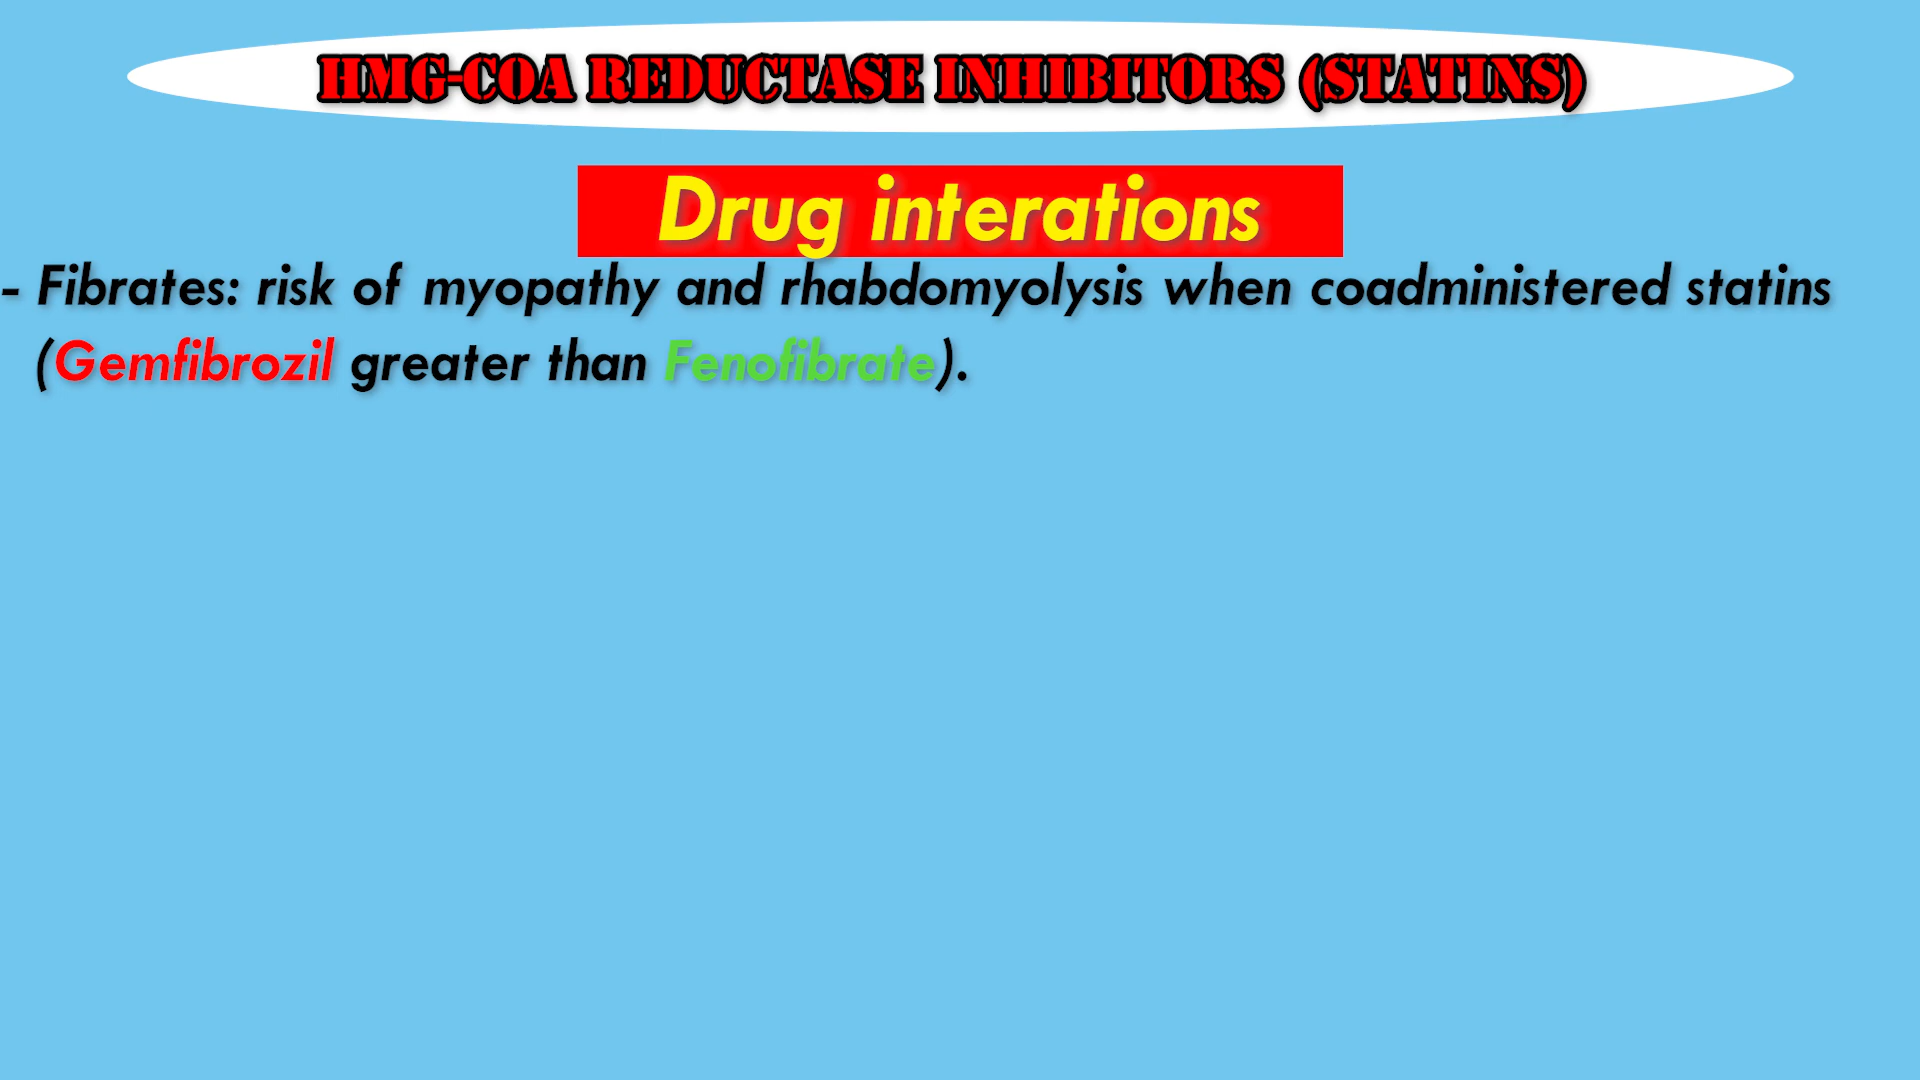 HMG-COA REDUCTASE INHIBITORS (STATINS)
Drug interations
- Fibrates: risk of myopathy and rhabdomyolysis when coadministered statins
(Gemfibrozil greater than Fenofibrate).